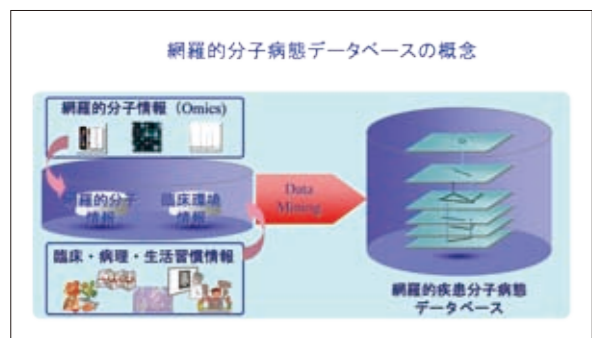 網羅的分子病態データベースの概念
網羅的分子情報（Omics）
網羅的分子
情報
臨床環境
情報
Data
Mining
臨床・病理・生活習慣情報
網羅的疾患分子病態
データベース